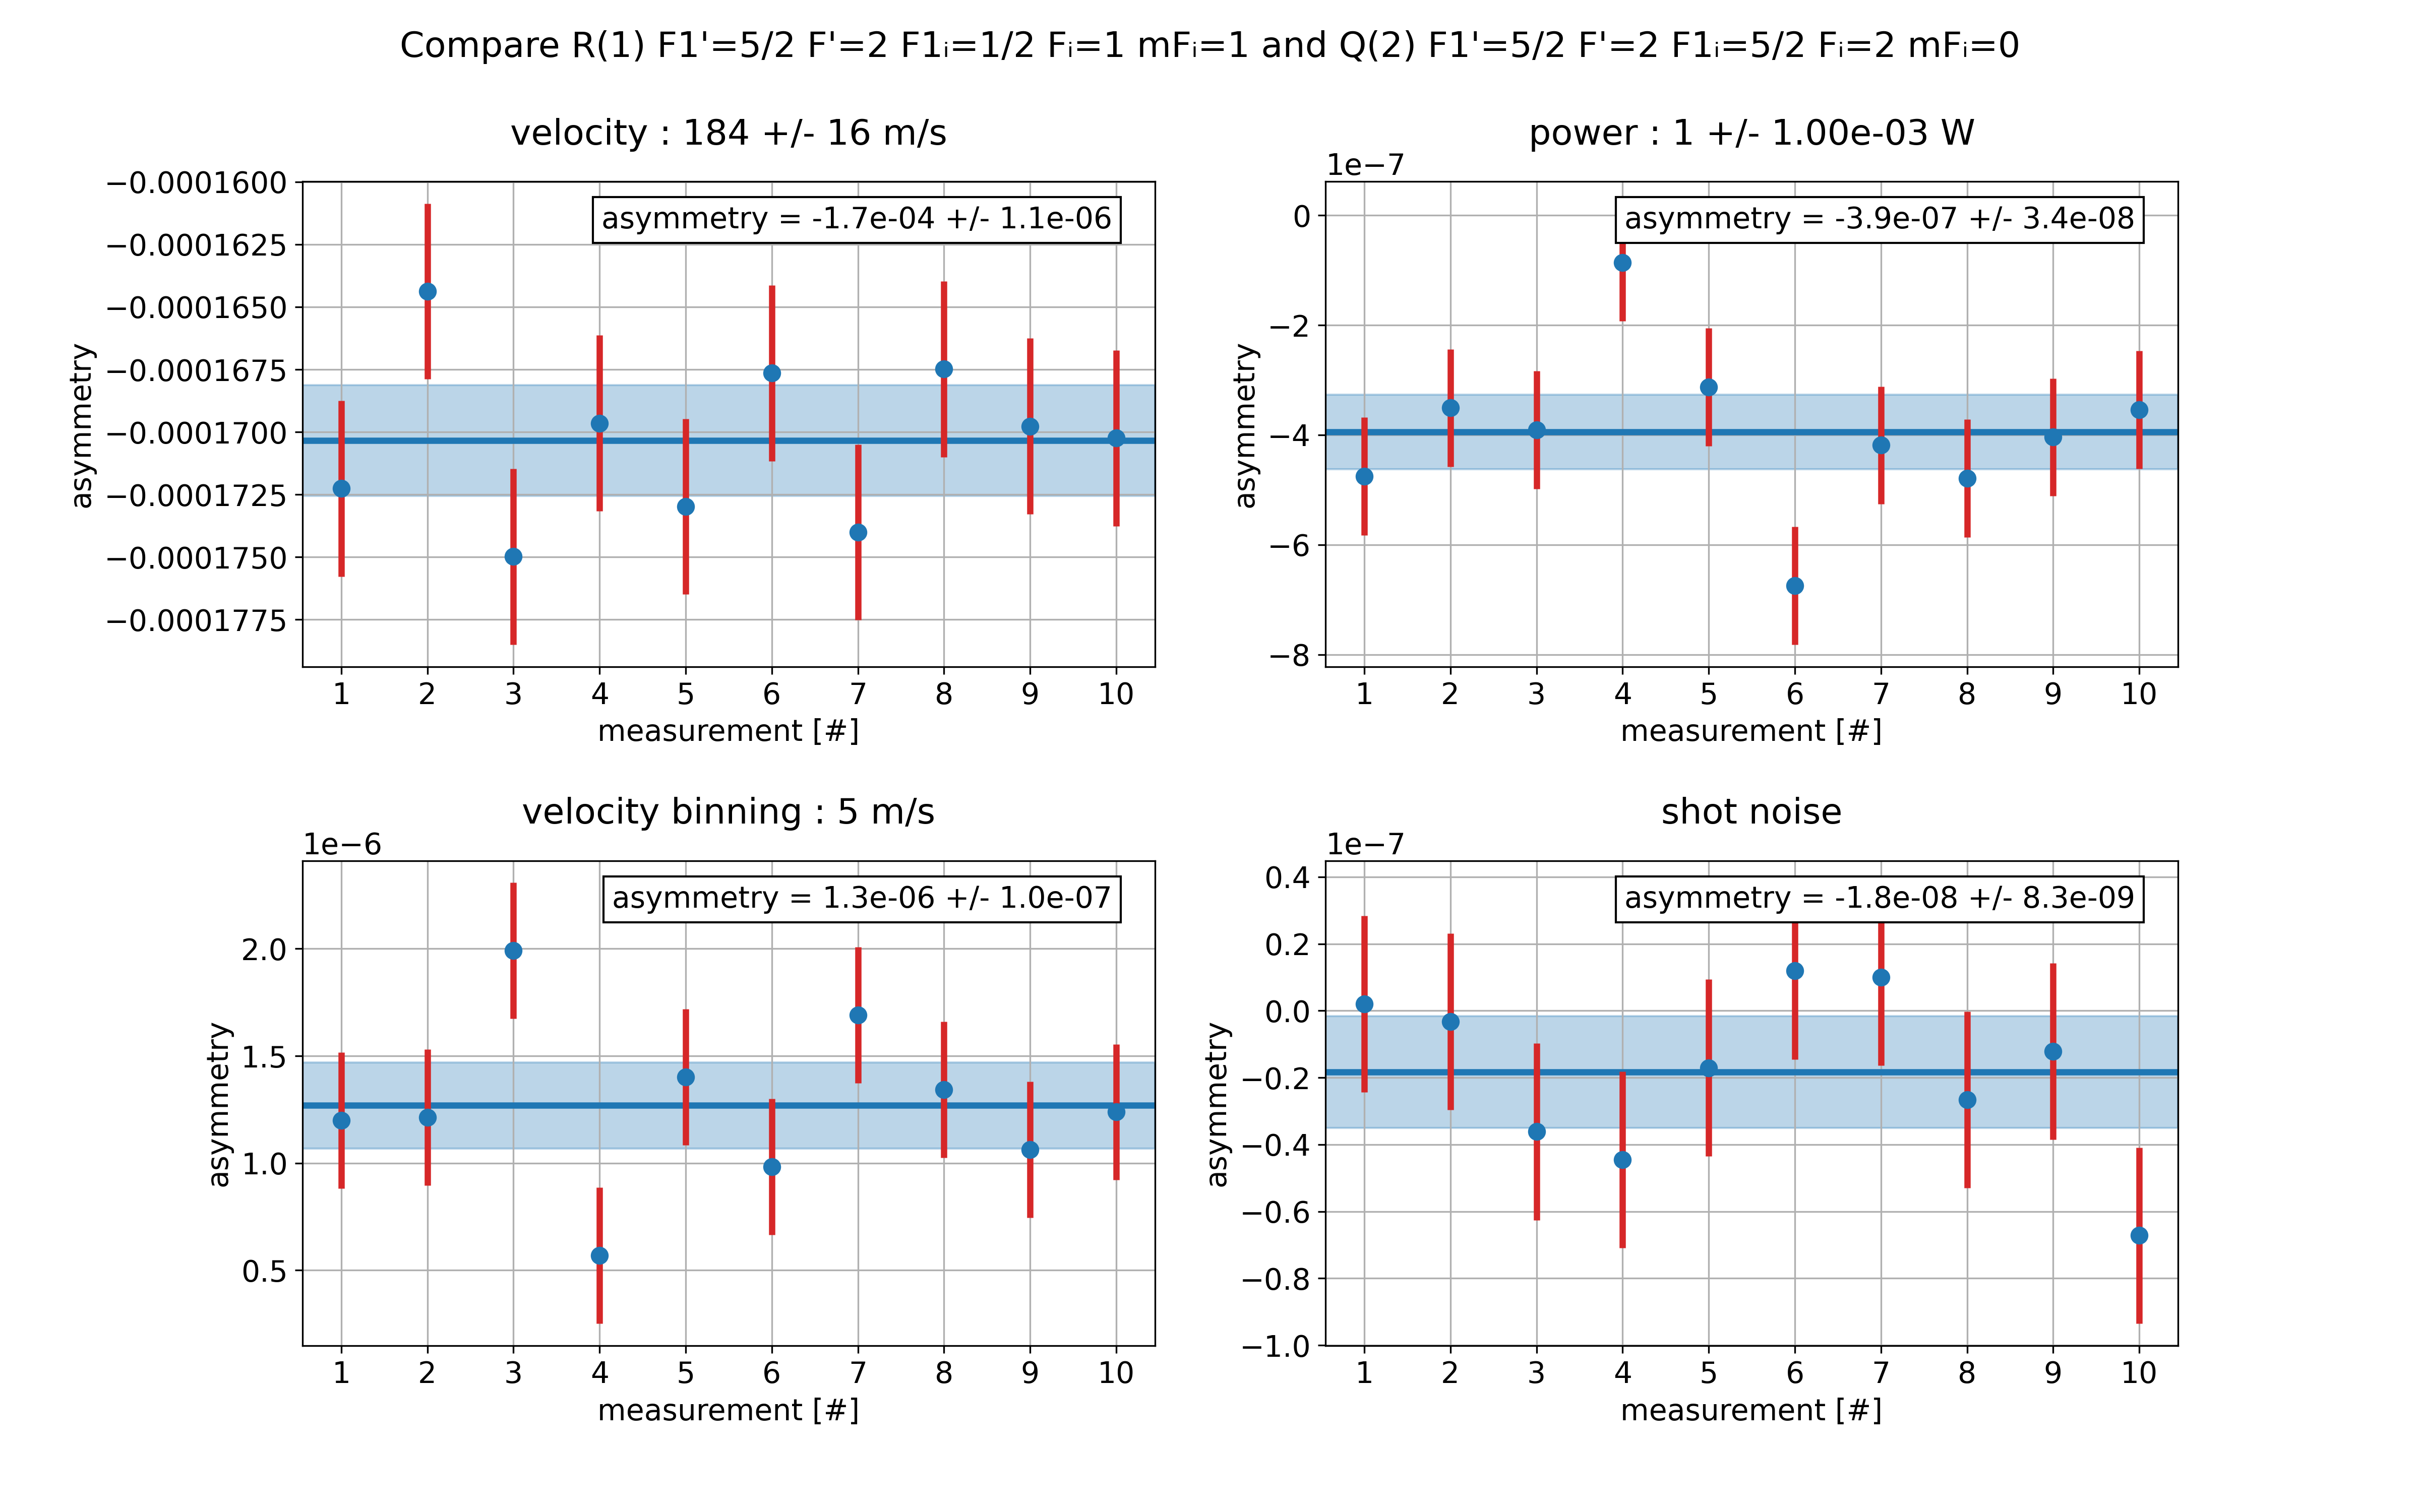 Compare R(1) F1'=5/2 F'=2 F1ᵢ=1/2 Fᵢ=1 mFᵢ=1 and Q(2) F1'=5/2 F'=2 F1ᵢ=5/2 Fᵢ=2 mFᵢ=0
velocity : 184 +/- 16 m/s
−0.0001600
−0.0001625
−0.0001650
−0.0001675
−0.0001700
−0.0001725
−0.0001750
−0.0001775
asymmetry
asymmetry = -1.7e-04 +/- 1.1e-06
1 2 3 4 5 6 7 8 9 10
measurement [#]
power : 1 +/- 1.00e-03 W
1e−7
0
−2
−4
−6
−8
asymmetry
asymmetry = -3.9e-07 +/- 3.4e-08
1 2 3 4 5 6 7 8 9 10
measurement [#]
velocity binning : 5 m/s
1e−6
2.0
1.5
1.0
0.5
asymmetry
asymmetry = 1.3e-06 +/- 1.0e-07
1 2 3 4 5 6 7 8 9 10
measurement [#]
shot noise
1e−7
0.4
0.2
0.0
−0.2
−0.4
−0.6
−0.8
−1.0
asymmetry
asymmetry = -1.8e-08 +/- 8.3e-09
1 2 3 4 5 6 7 8 9 10
measurement [#]